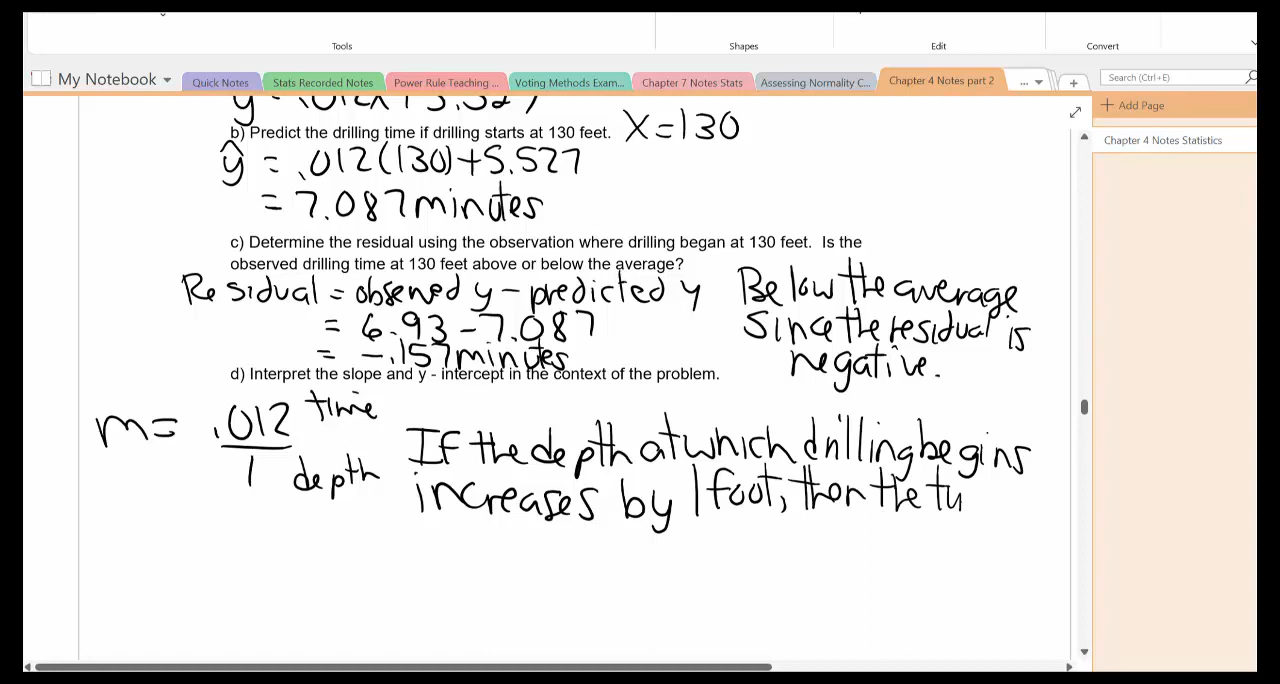 Tools Shapes Edit Convert
My Notebook Quick Notes Stats Recorded Notes Power Rule Teaching ... Voting Methods Exam... Chapter 7 Notes Stats Assessing Normality C... Chapter 4 Notes part 2 ... + Search (Ctrl+E)
+ Add Page
Chapter 4 Notes Statistics
b) Predict the drilling time if drilling starts at 130 feet. X=130
ŷ = .012(130)+5.527
= 7.087 minutes
c) Determine the residual using the observation where drilling began at 130 feet. Is the
observed drilling time at 130 feet above or below the average?
Residual = observed y - predicted y
= 6.93 - 7.087
= -.157 minutes
Below the average
since the residual is
negative.
d) Interpret the slope and y - intercept in the context of the problem.
m = .012 time
1 depth
If the depth at which drilling begins
increases by 1 foot, then the